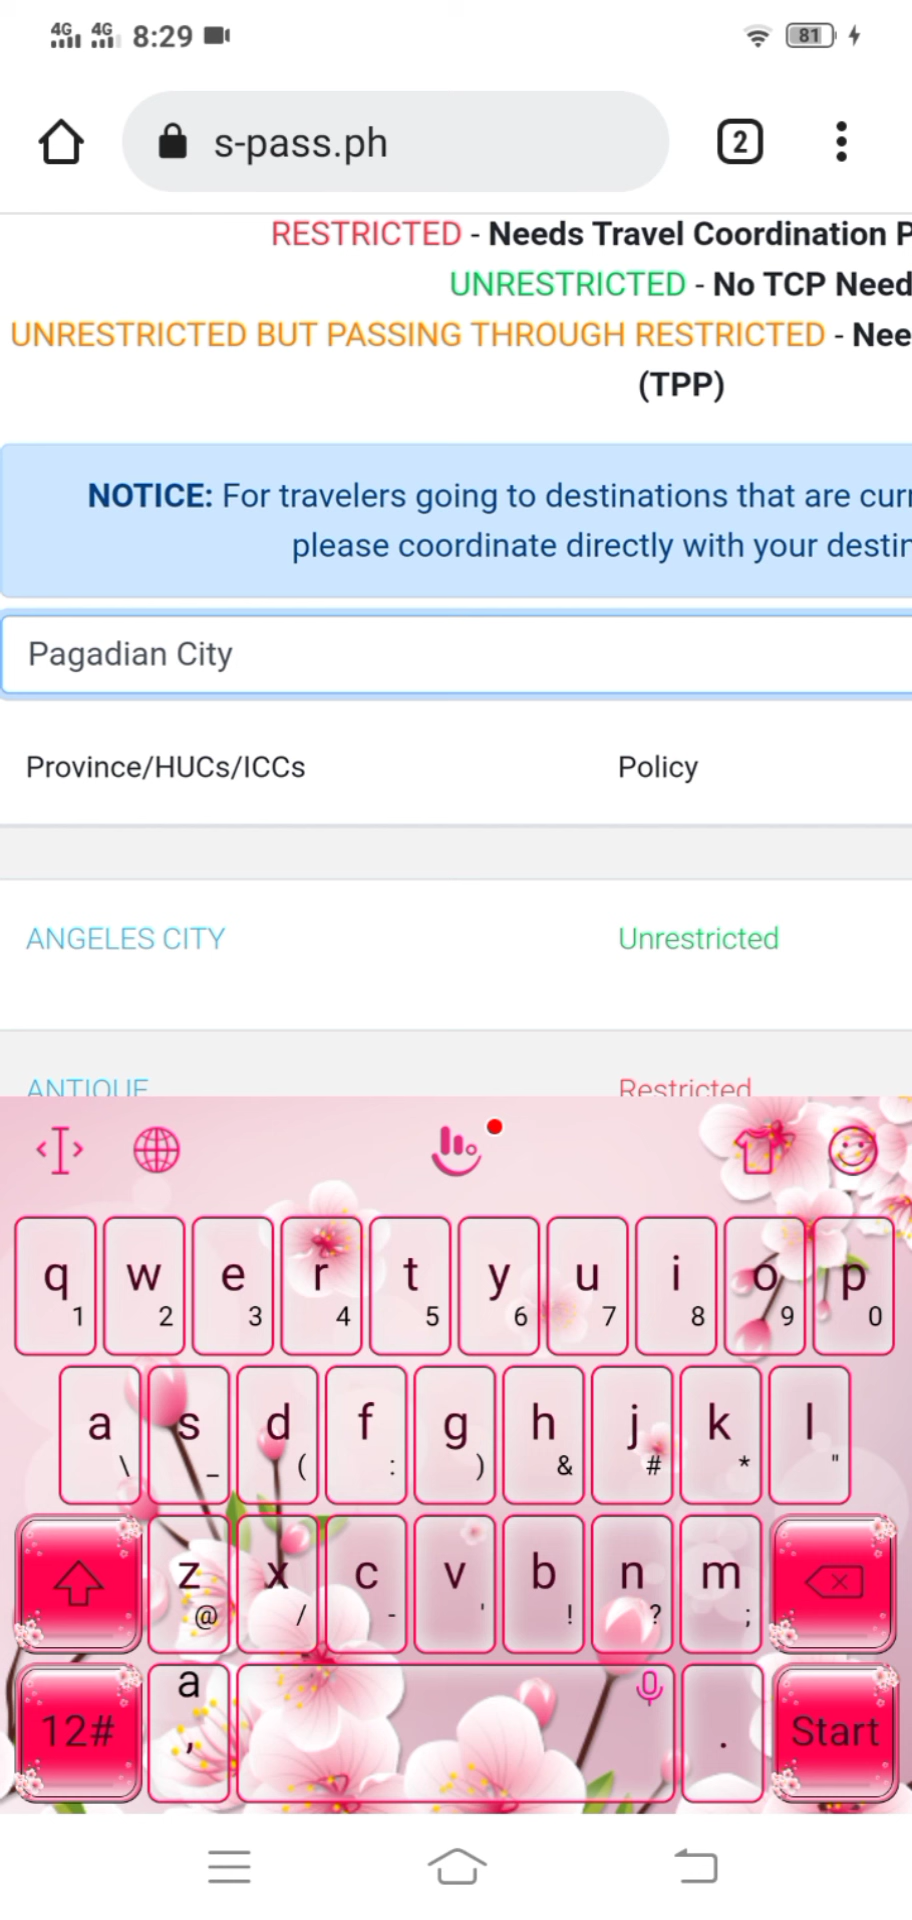 4G 4G 8:29 81
s-pass.ph 2
RESTRICTED - Needs Travel Coordination P
UNRESTRICTED - No TCP Need
UNRESTRICTED BUT PASSING THROUGH RESTRICTED - Nee
(TPP)
NOTICE: For travelers going to destinations that are curr
please coordinate directly with your destin
Pagadian City
Province/HUCs/ICCs Policy
ANGELES CITY Unrestricted
ANTIQUE Restricted
q w e r t y u i o p
1 2 3 4 5 6 7 8 9 0
a s d f g h j k l
\ _ ( : ) & # * "
z x c v b n m
@ / - ' ! ? ;
12# a , . Start